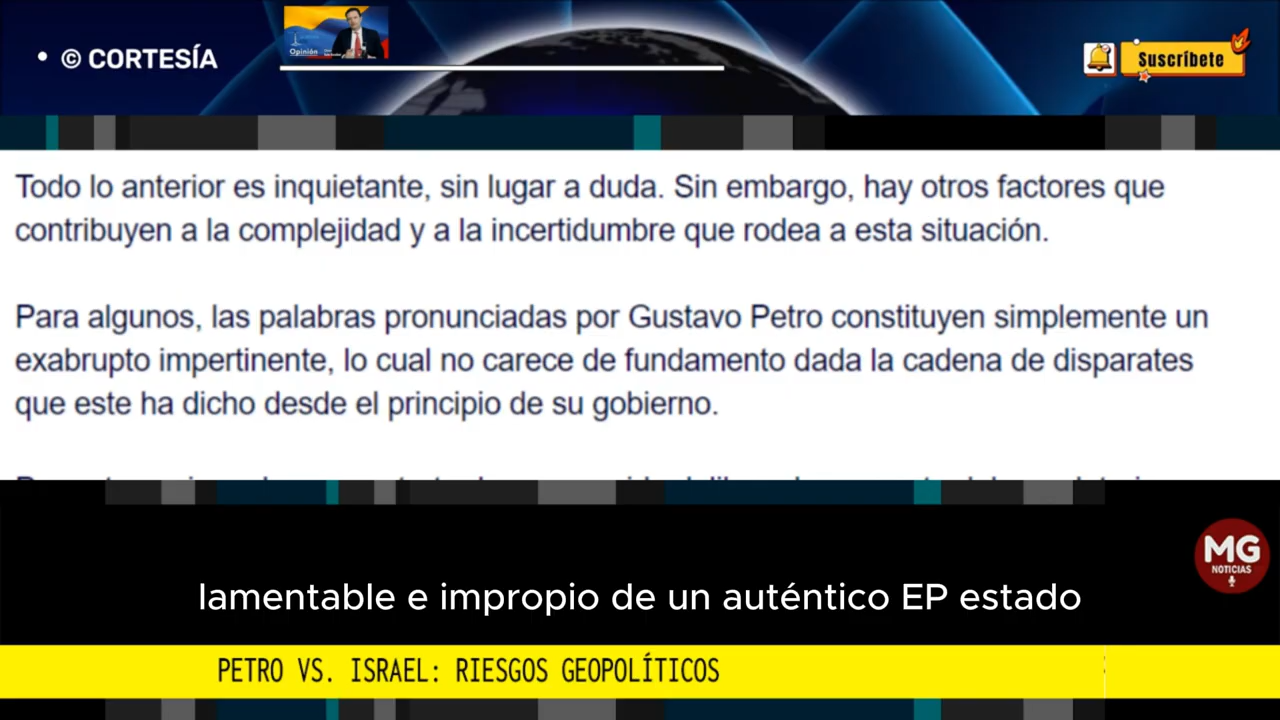 • © CORTESÍA
Opinión
Suscríbete
Todo lo anterior es inquietante, sin lugar a duda. Sin embargo, hay otros factores que
contribuyen a la complejidad y a la incertidumbre que rodea a esta situación.
Para algunos, las palabras pronunciadas por Gustavo Petro constituyen simplemente un
exabrupto impertinente, lo cual no carece de fundamento dada la cadena de disparates
que este ha dicho desde el principio de su gobierno.
MG
NOTICIAS
lamentable e impropio de un auténtico EP estado
PETRO VS. ISRAEL: RIESGOS GEOPOLÍTICOS